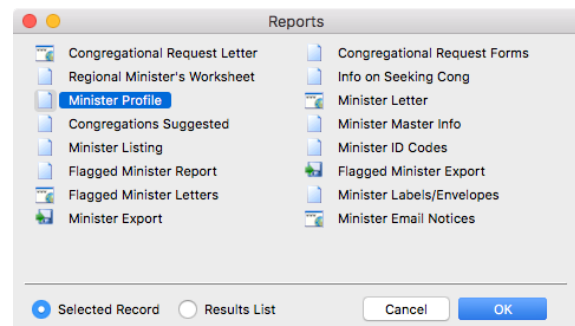 Reports
Congregational Request Letter
Regional Minister's Worksheet
Minister Profile
Congregations Suggested
Minister Listing
Flagged Minister Report
Flagged Minister Letters
Minister Export
Congregational Request Forms
Info on Seeking Cong
Minister Letter
Minister Master Info
Minister ID Codes
Flagged Minister Export
Minister Labels/Envelopes
Minister Email Notices
Selected Record Results List Cancel OK